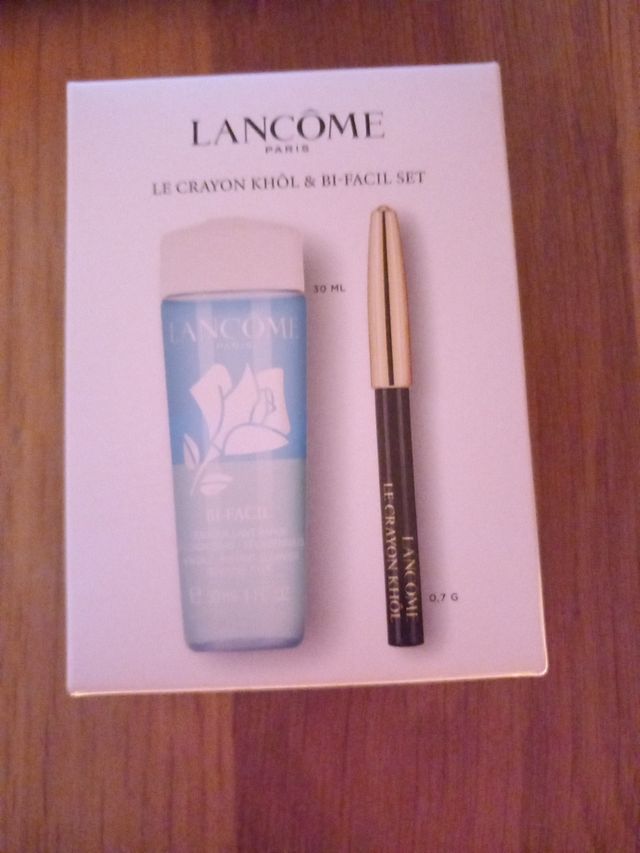 LANCÔME
PARIS
LE CRAYON KHÔL & BI-FACIL SET
30 ML
LANCÔME
PARIS
BI-FACIL
LANCÔME
LE CRAYON KHÔL
0,7 G